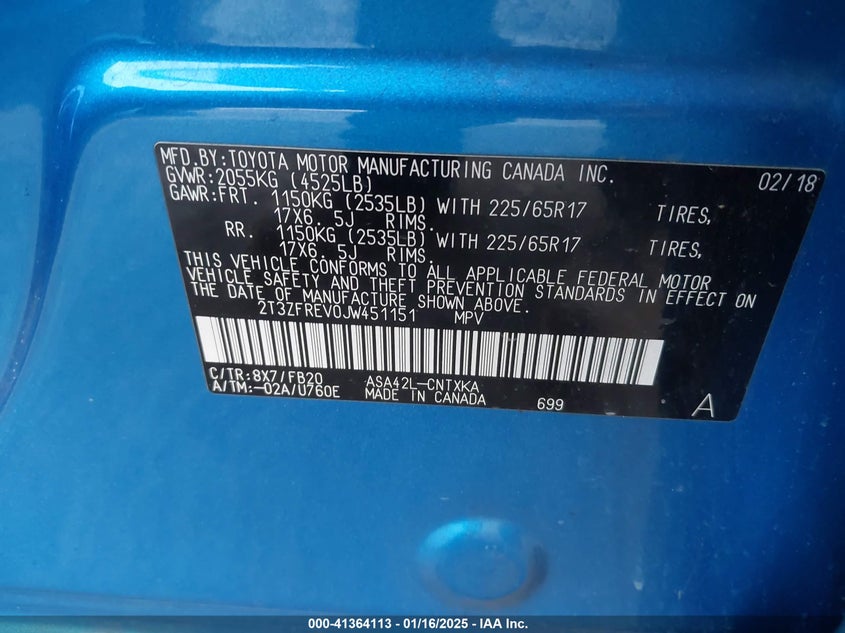 MFD.BY:TOYOTA MOTOR MANUFACTURING CANADA INC. 02/18
GVWR:2055KG (4525LB)
GAWR:FRT. 1150KG (2535LB) WITH 225/65R17 TIRES,
17X6.5J RIMS.
RR. 1150KG (2535LB) WITH 225/65R17 TIRES,
17X6.5J RIMS.
THIS VEHICLE CONFORMS TO ALL APPLICABLE FEDERAL MOTOR
VEHICLE SAFETY AND THEFT PREVENTION STANDARDS IN EFFECT ON
THE DATE OF MANUFACTURE SHOWN ABOVE.
2T3ZFREV0JW451151 MPV
C/TR:8X7/FB20 ASA42L-CNTXKA
A/TM:-02A/U760E MADE IN CANADA 699 A
000-41364113 - 01/16/2025 - IAA Inc.